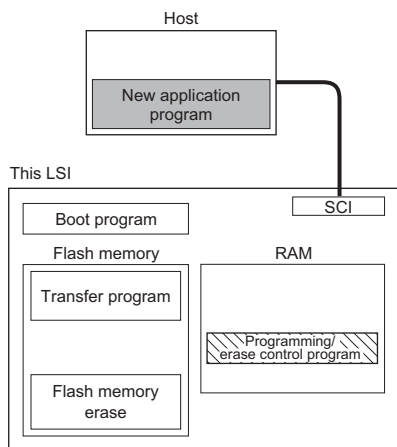 Host
New application
program
This LSI
SCI
Boot program
Flash memory
RAM
Transfer program
Programming/
erase control program
Flash memory
erase